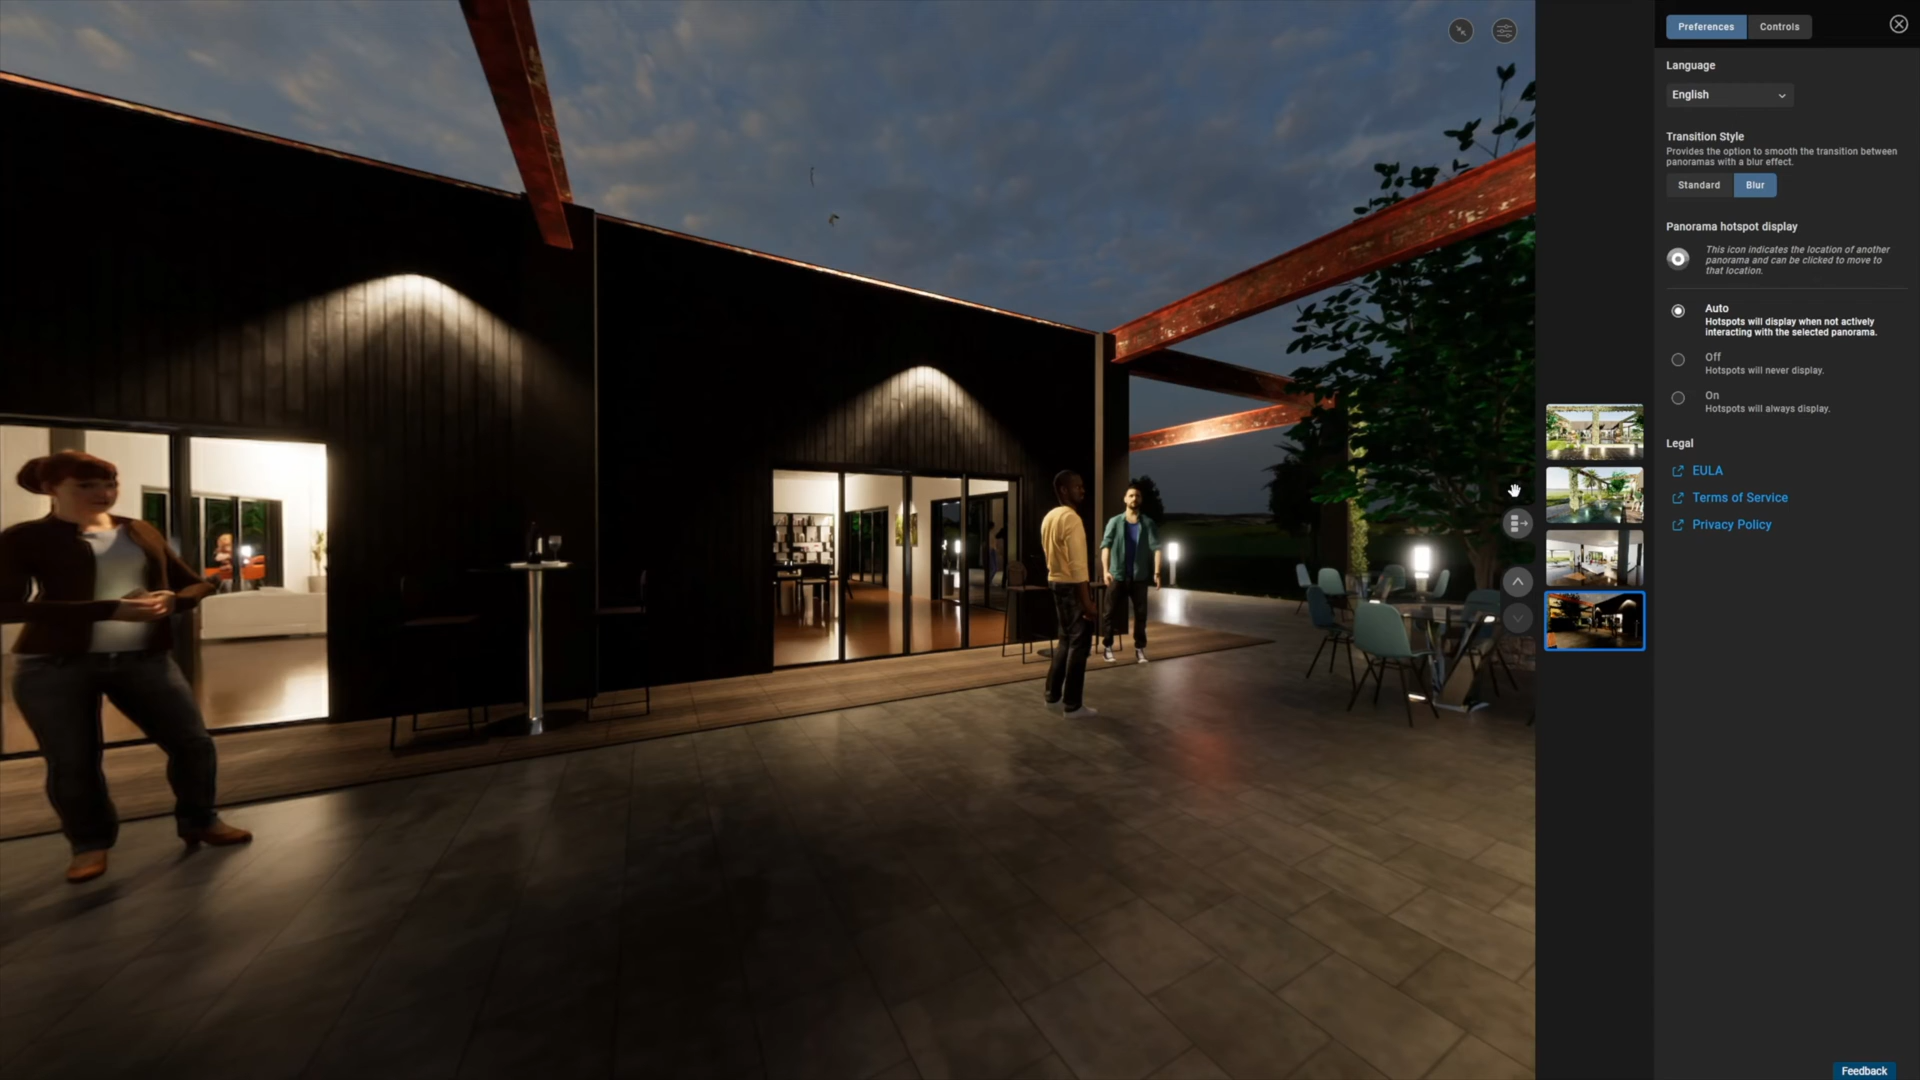 Preferences
Controls
Language
English
Transition Style
Provides the option to smooth the transition between
panoramas with a blur effect.
Standard
Blur
Panorama hotspot display
This icon indicates the location of another
panorama and can be clicked to move to
that location.
Auto
Hotspots will display when not actively
interacting with the selected panorama.
Off
Hotspots will never display.
On
Hotspots will always display.
Legal
EULA
Terms of Service
Privacy Policy
Feedback